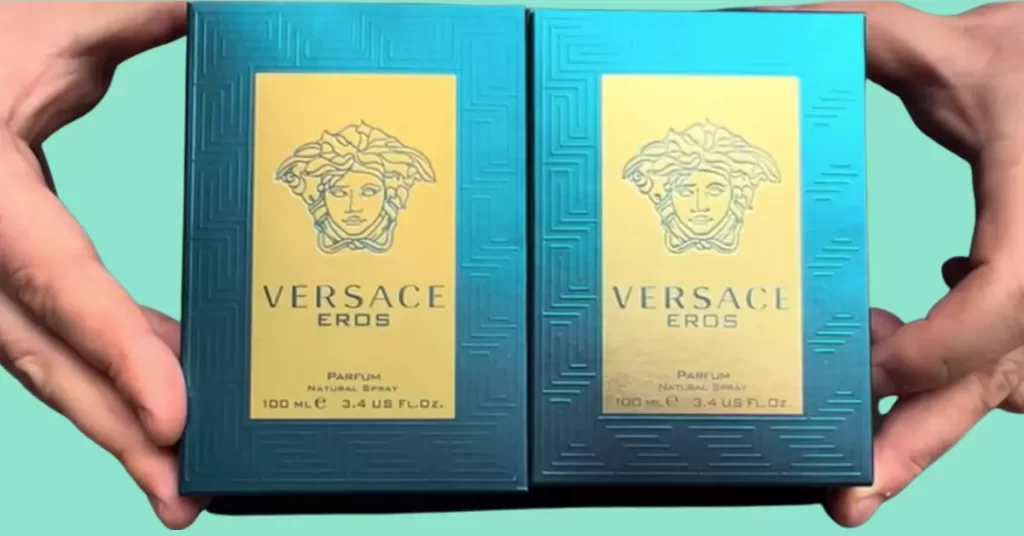 VERSACE
EROS
PARFUM
NATURAL SPRAY
100 ML℮ 3.4 US FL.OZ.
VERSACE
EROS
PARFUM
NATURAL SPRAY
100 ML℮ 3.4 US FL.OZ.